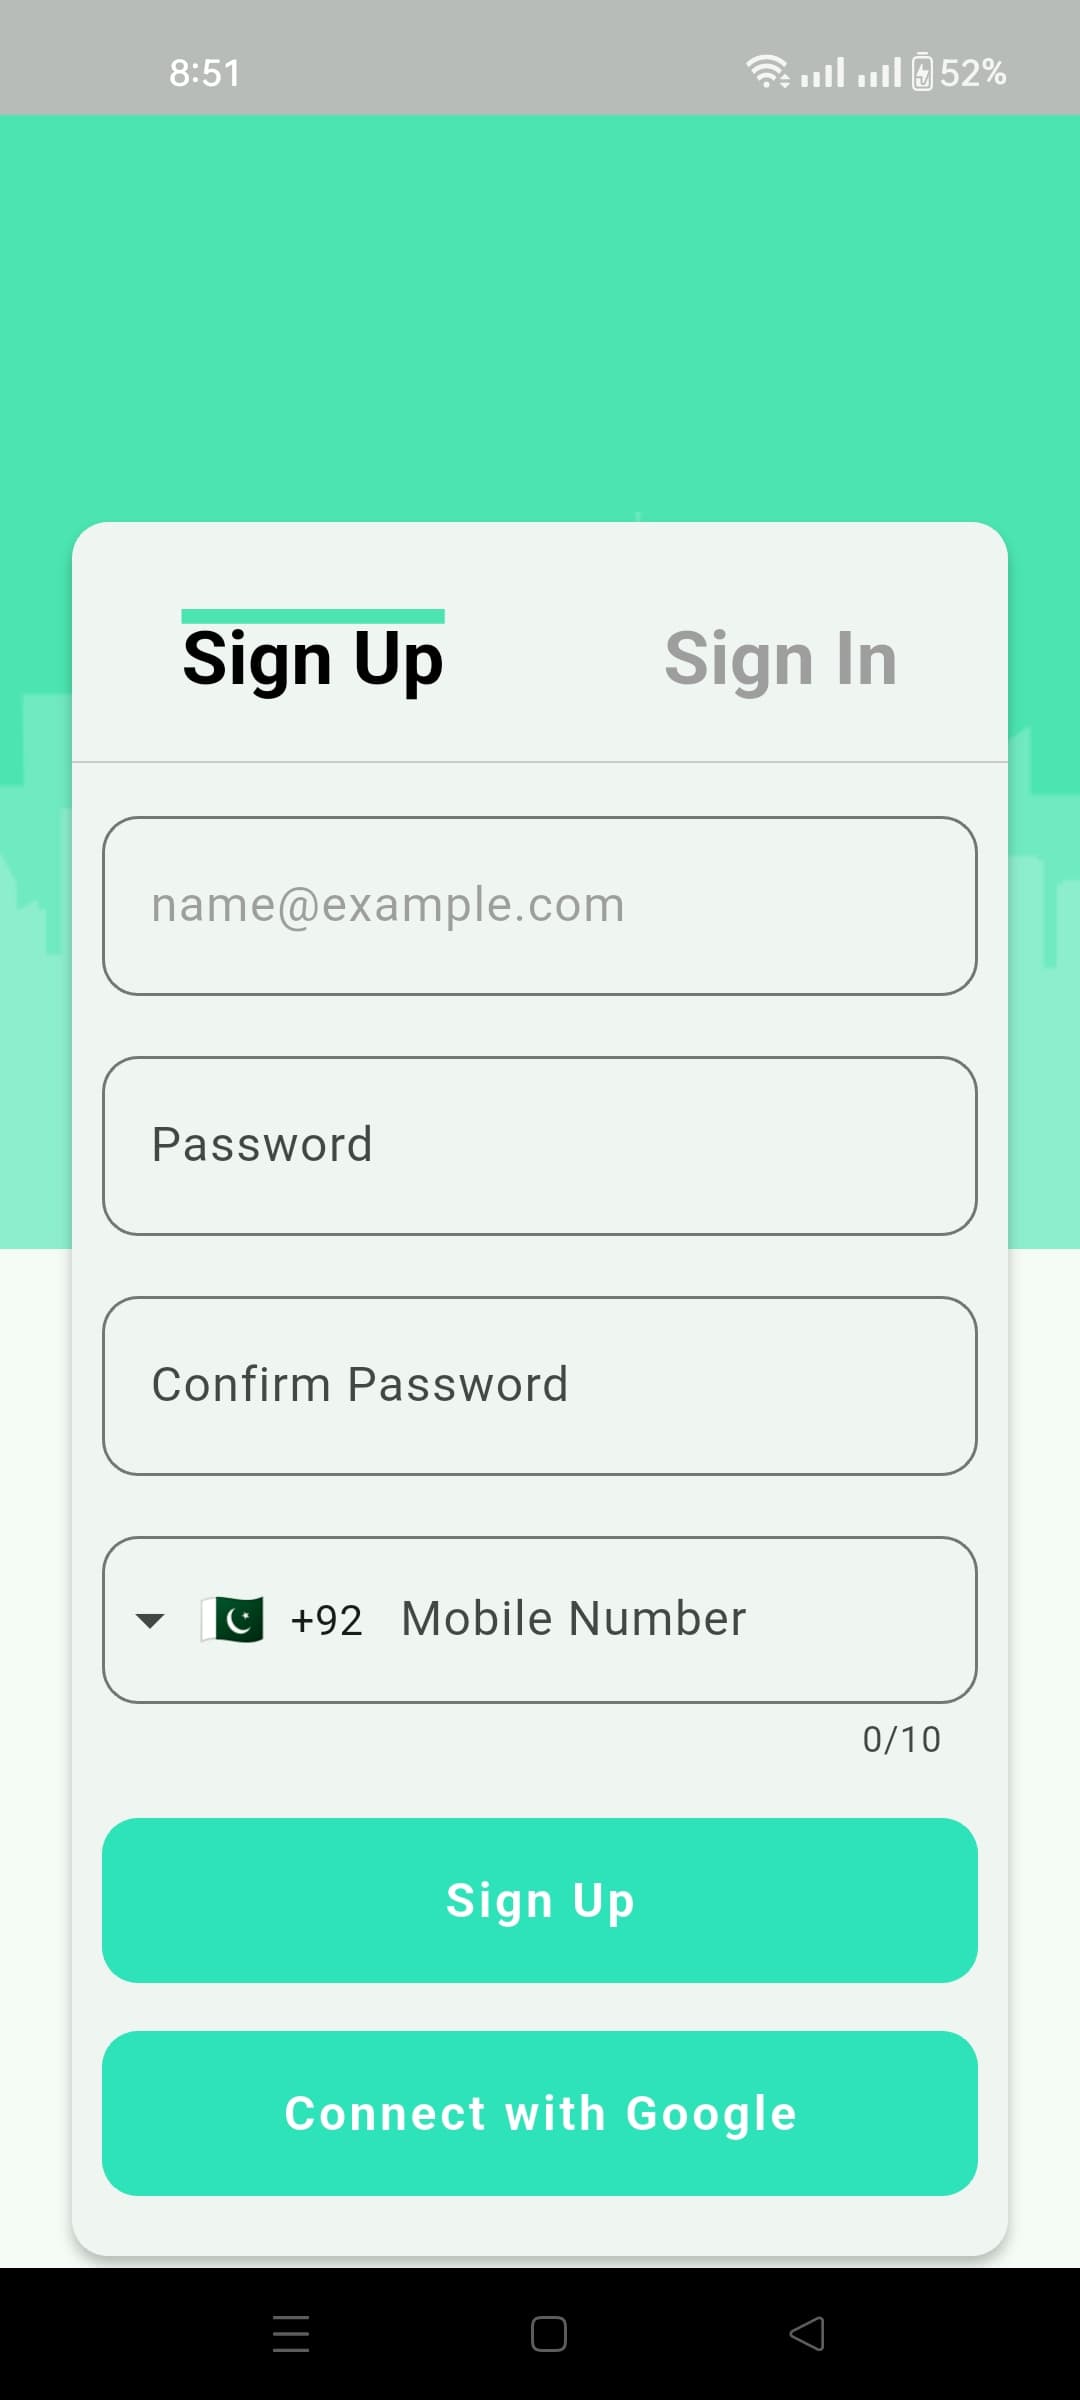 8:51 52%
Sign Up Sign In
name@example.com
Password
Confirm Password
+92 Mobile Number
0/10
Sign Up
Connect with Google